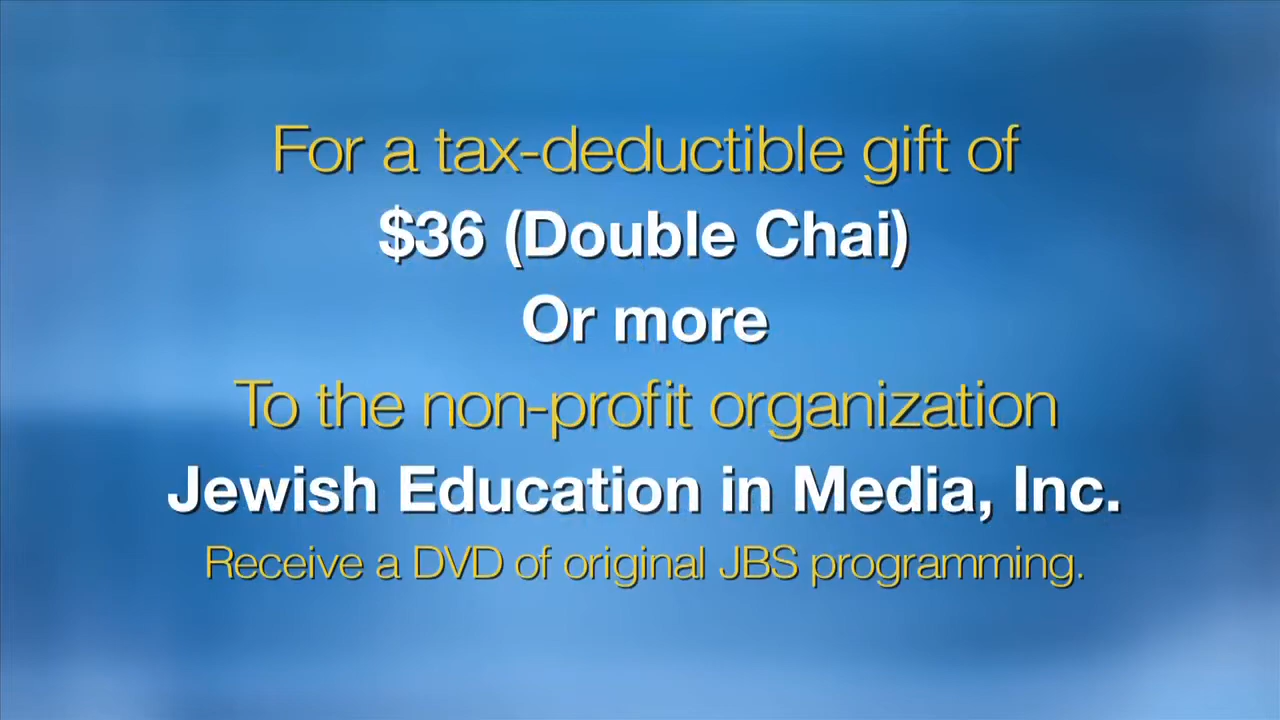 For a tax-deductible gift of
$36 (Double Chai)
Or more
To the non-profit organization
Jewish Education in Media, Inc.
Receive a DVD of original JBS programming.